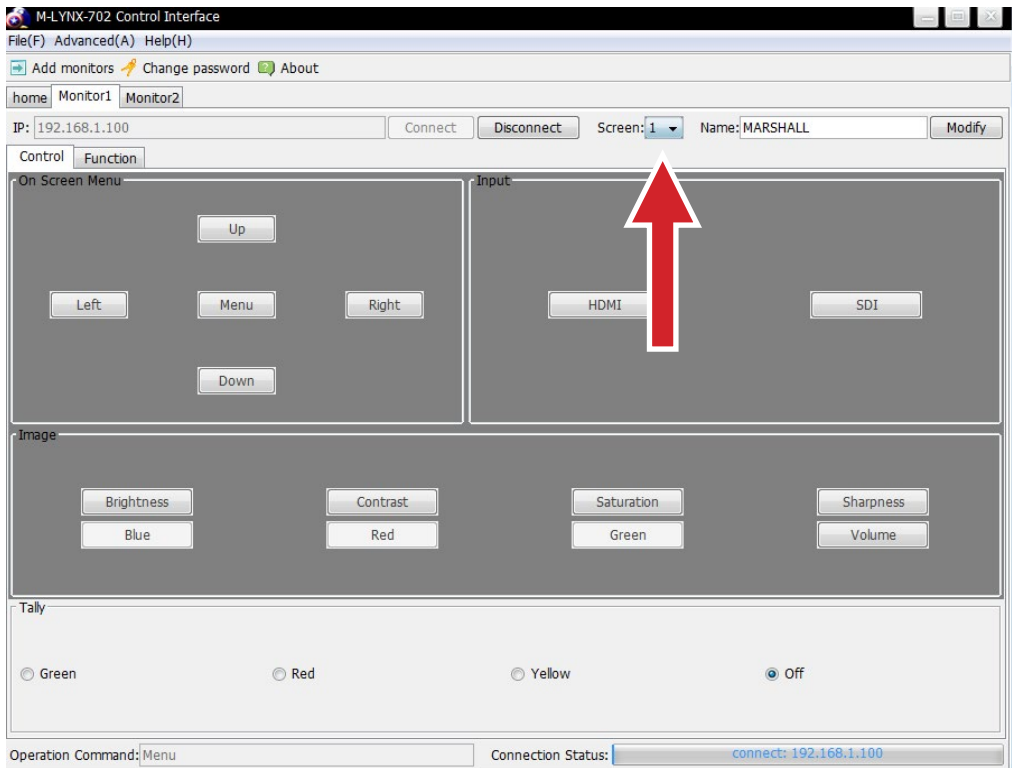 M-LYNX-702 Control Interface
File(F) Advanced(A) Help(H)
Add monitors Change password About
home Monitor1 Monitor2
IP: 192.168.1.100 Connect Disconnect Screen: 1 Name: MARSHALL Modify
Control Function
On Screen Menu Input
Up
Left Menu Right HDMI SDI
Down
Image
Brightness Contrast Saturation Sharpness
Blue Red Green Volume
Tally
Green Red Yellow Off
Operation Command: Menu Connection Status: connect: 192.168.1.100